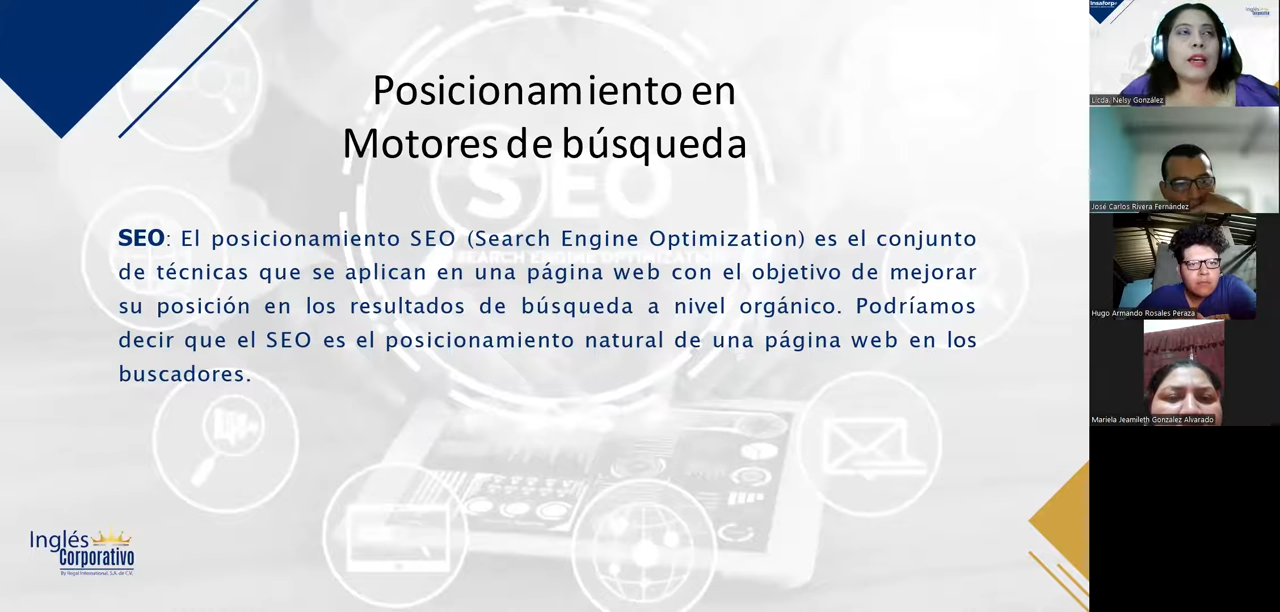 Posicionamiento en
Motores de búsqueda
SEO
SEO: El posicionamiento SEO (Search Engine Optimization) es el conjunto
de técnicas que se aplican en una página web con el objetivo de mejorar
su posición en los resultados de búsqueda a nivel orgánico. Podríamos
decir que el SEO es el posicionamiento natural de una página web en los
buscadores.
Inglés
Corporativo
Insaforp
Licda. Nelsy González
José Carlos Rivera Fernández
Hugo Armando Rosales Peraza
Mariela Jeamileth Gonzalez Alvarado